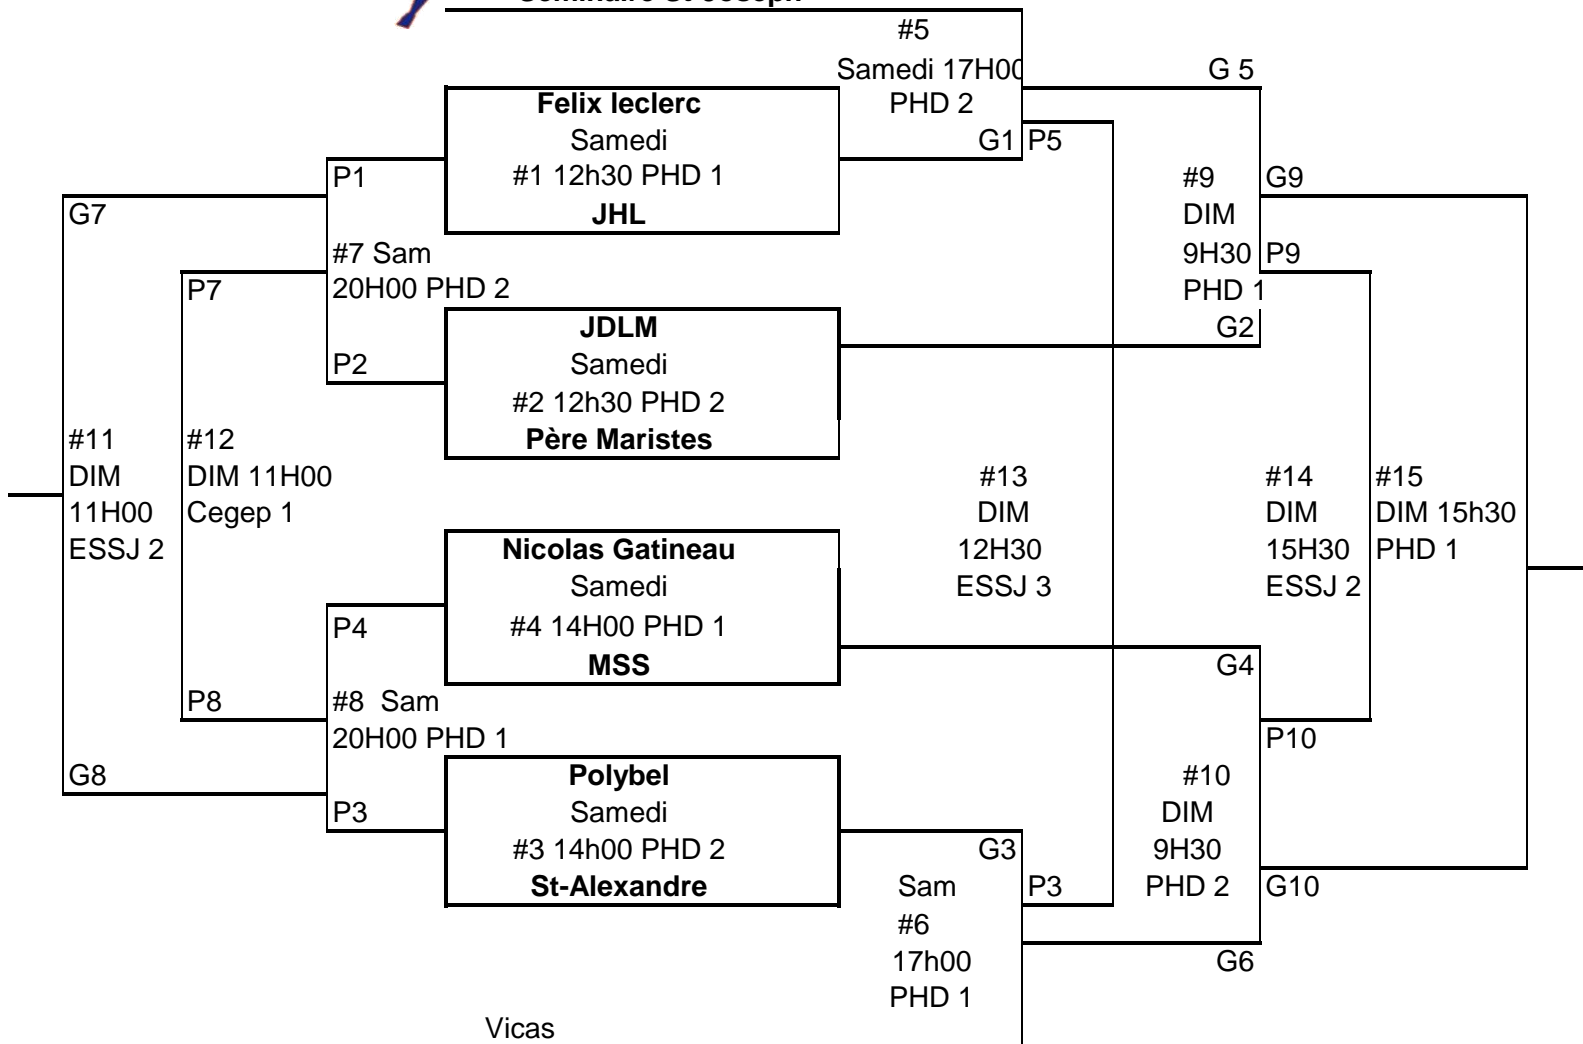 Séminaire St-Joseph
#5
Samedi 17H00
PHD 2
G 5
Felix leclerc
Samedi
#1 12h30 PHD 1
JHL
G1
P5
P1
G7
#9
DIM
9H30
PHD 1
G9
P9
#7 Sam
20H00 PHD 2
P7
G2
JDLM
Samedi
#2 12h30 PHD 2
Père Maristes
P2
#11
DIM
11H00
ESSJ 2
#12
DIM 11H00
Cegep 1
#13
DIM
12H30
ESSJ 3
#14
DIM
15H30
ESSJ 2
#15
DIM 15h30
PHD 1
Nicolas Gatineau
Samedi
#4 14H00 PHD 1
MSS
P4
G4
P8
#8  Sam
20H00 PHD 1
P10
G8
Polybel
Samedi
#3 14h00 PHD 2
St-Alexandre
P3
G3
#10
DIM
9H30
PHD 2
Sam
#6
17h00
PHD 1
P3
G10
G6
Vicas